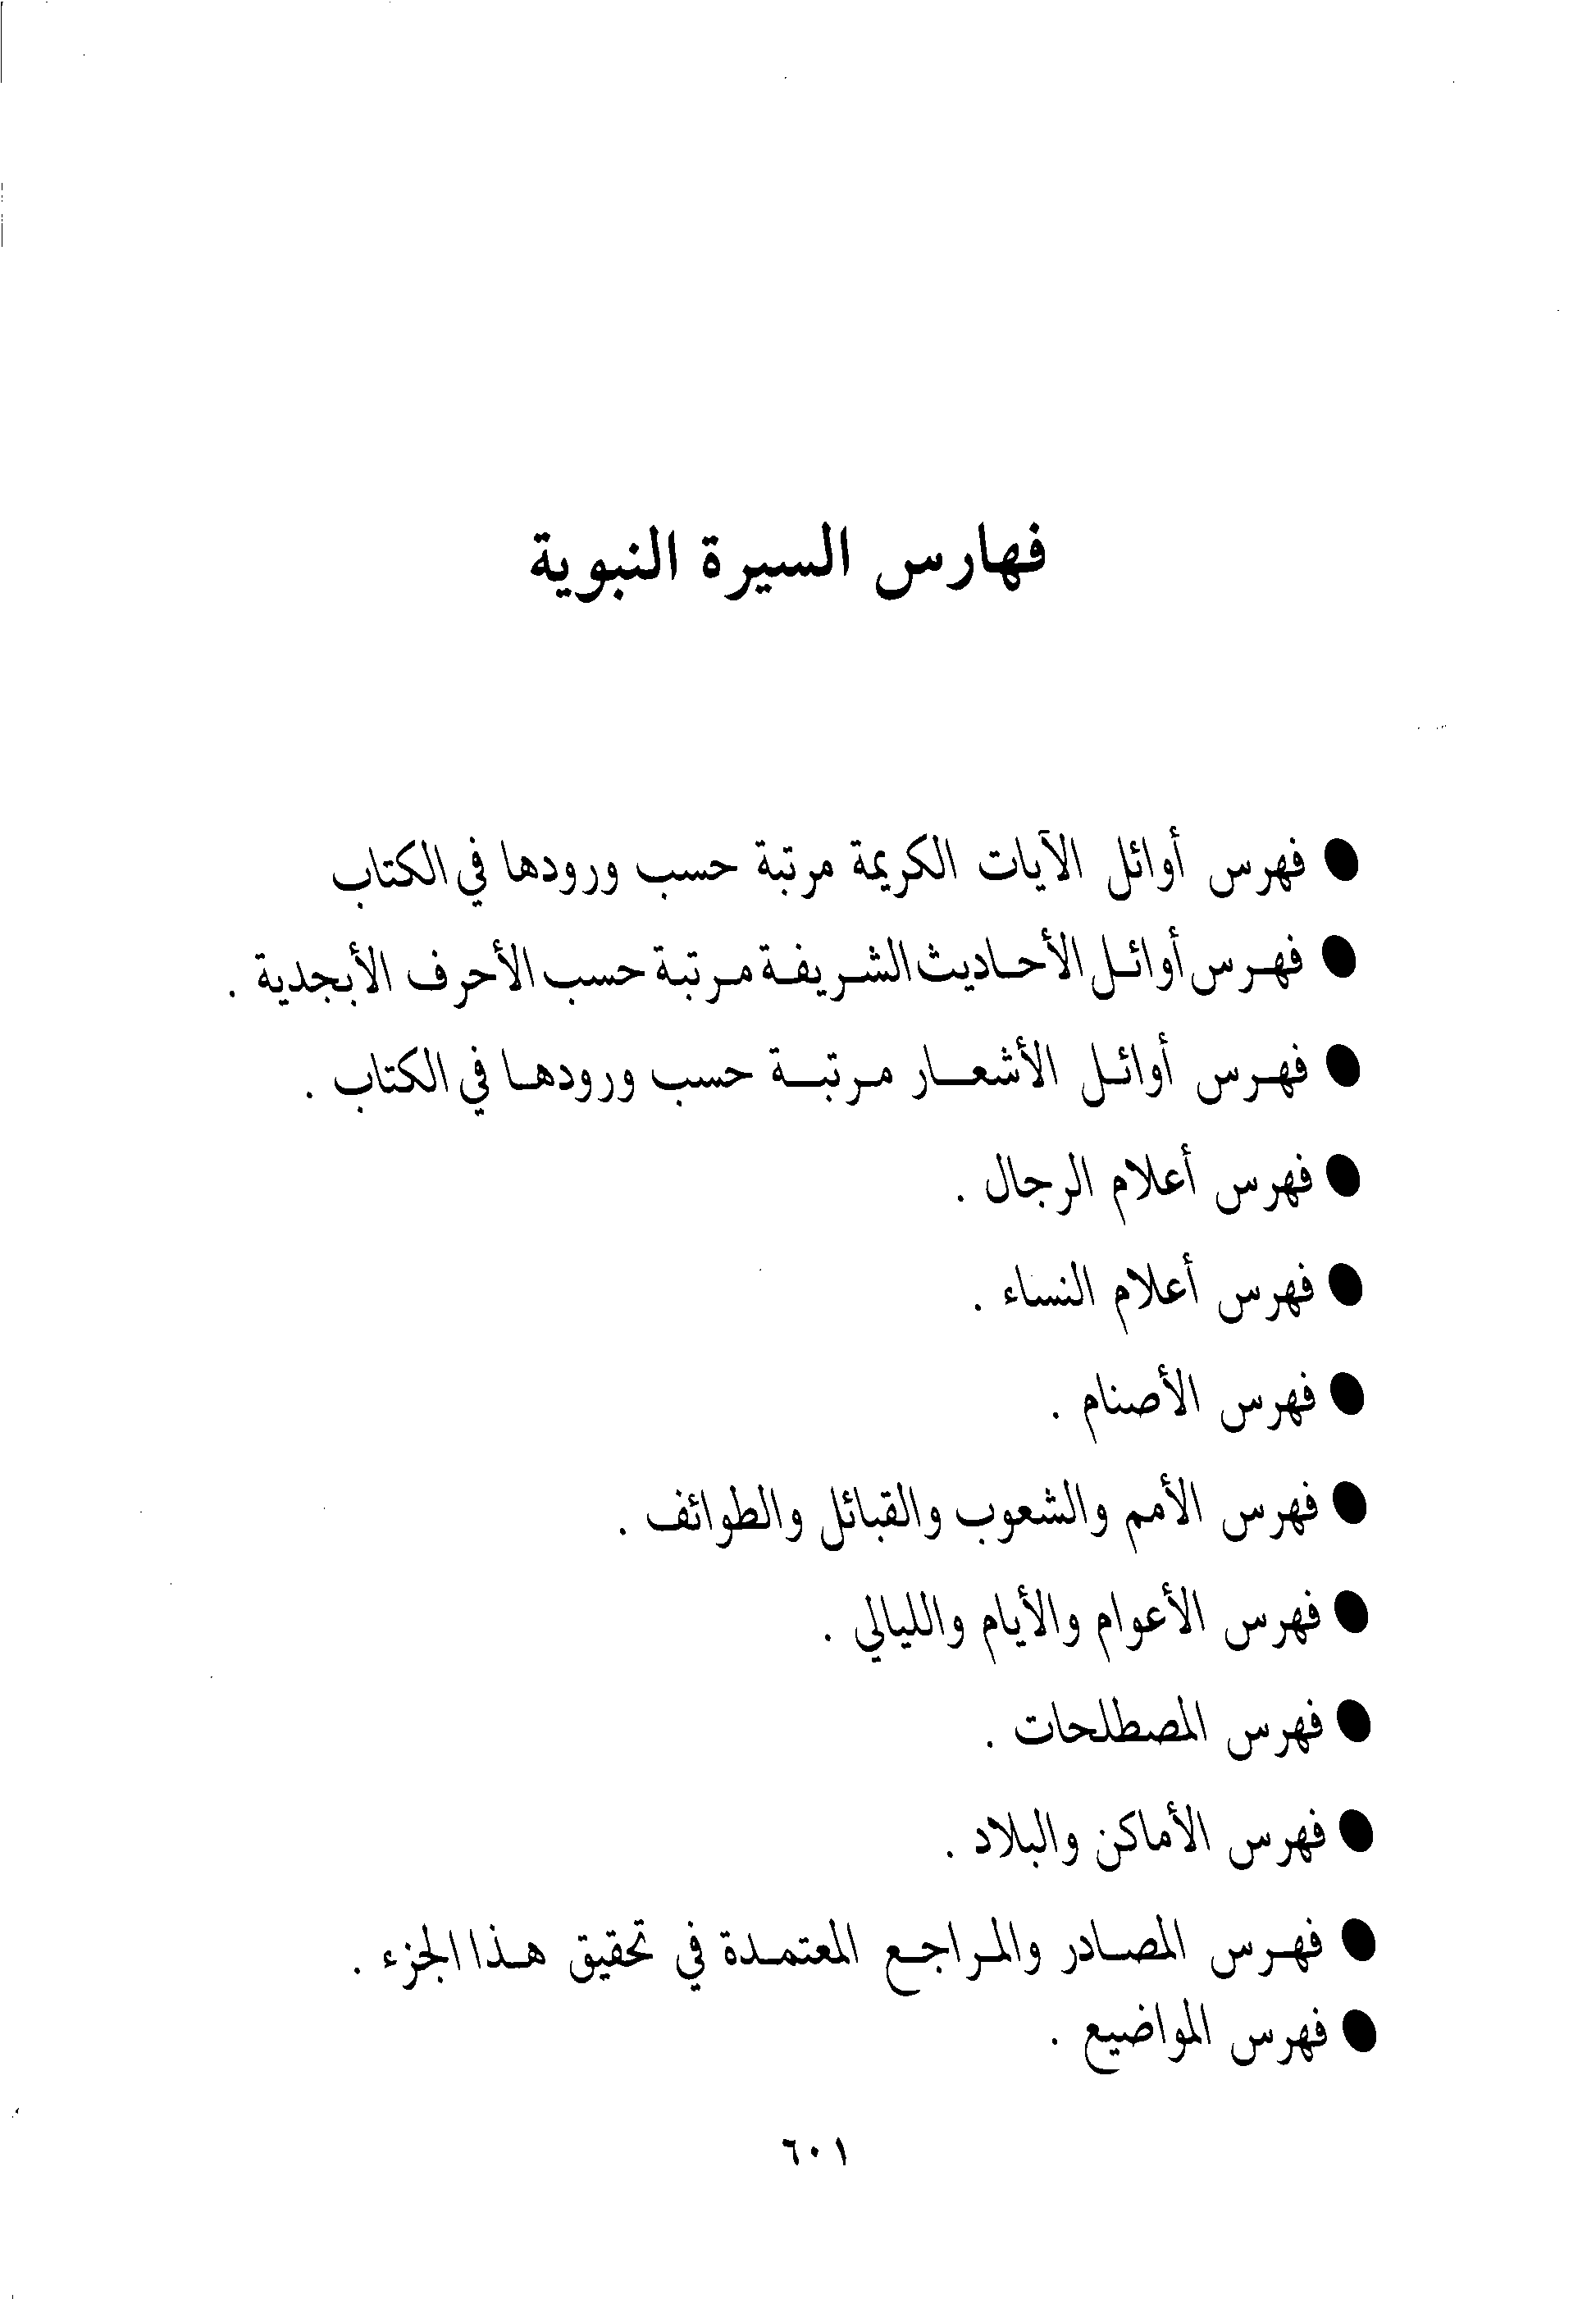 فهارس السيرة النبوية
● فهرس أوائل الآيات الكريمة مرتبة حسب ورودها في الكتاب
● فهرس أوائل الأحاديث الشريفة مرتبة حسب الأحرف الأبجدية .
● فهرس أوائل الأشعار مرتبة حسب ورودها في الكتاب .
● فهرس أعلام الرجال .
● فهرس أعلام النساء .
● فهرس الأصنام .
● فهرس الأمم والشعوب والقبائل والطوائف .
● فهرس الأعوام والأيام والليالي .
● فهرس المصطلحات .
● فهرس الأماكن والبلاد .
● فهرس المصادر والمراجع المعتمدة في تحقيق هذا الجزء .
● فهرس المواضيع .
٦٠١